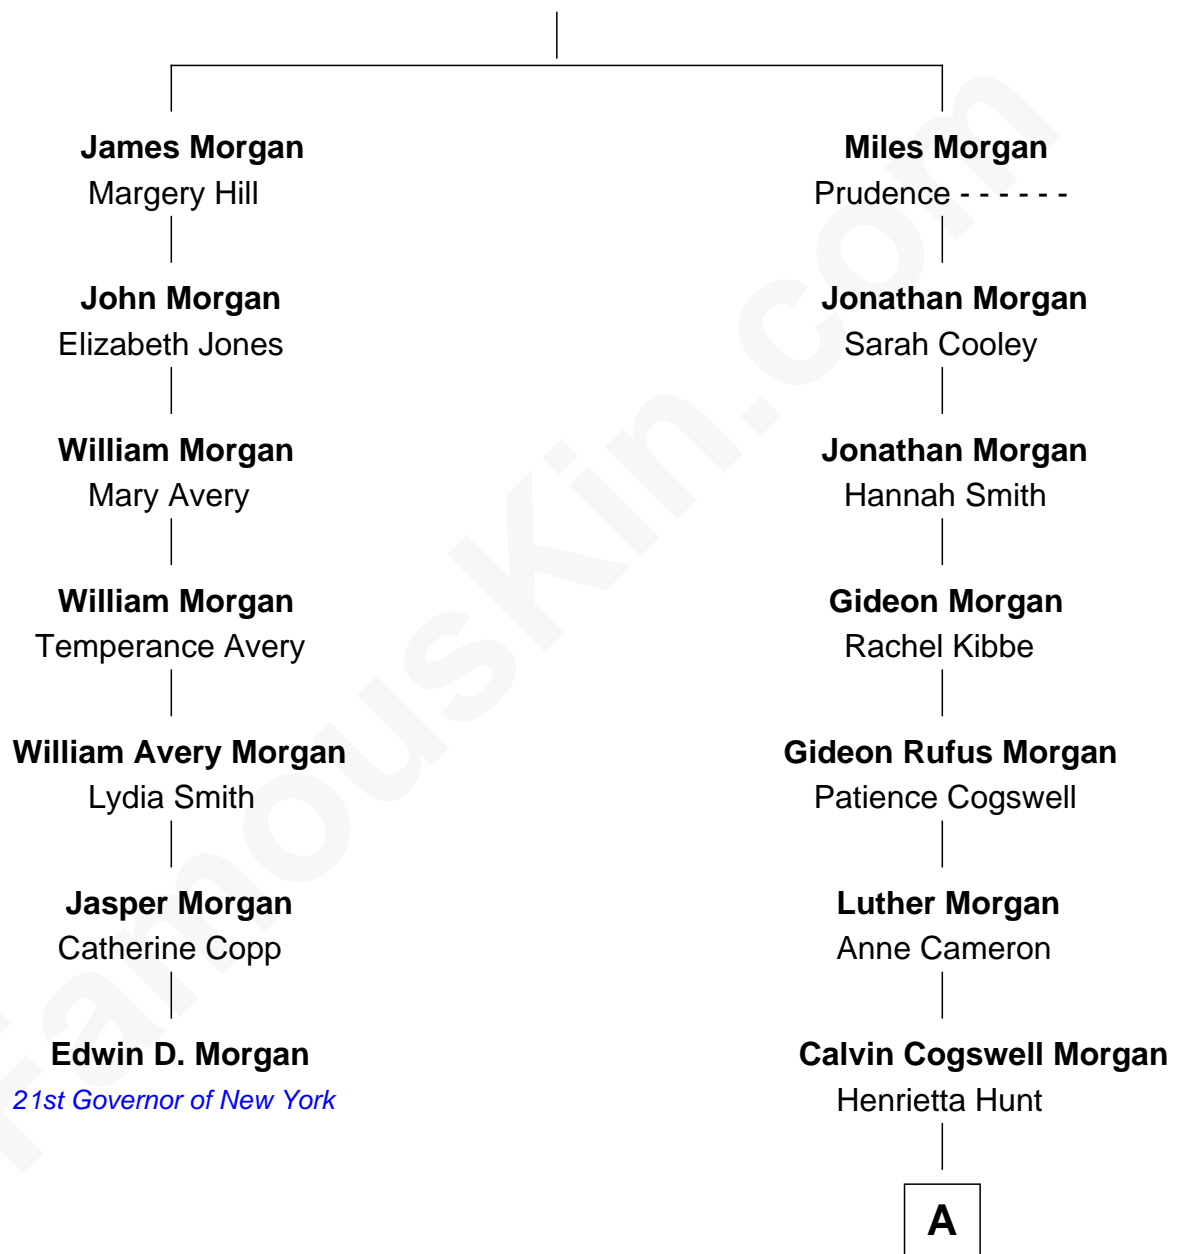 James Morgan
Margery Hill
Miles Morgan
Prudence - - - - - -
John Morgan
Elizabeth Jones
Jonathan Morgan
Sarah Cooley
William Morgan
Mary Avery
Jonathan Morgan
Hannah Smith
William Morgan
Temperance Avery
Gideon Morgan
Rachel Kibbe
William Avery Morgan
Lydia Smith
Gideon Rufus Morgan
Patience Cogswell
Jasper Morgan
Catherine Copp
Luther Morgan
Anne Cameron
Edwin D. Morgan
21st Governor of New York
Calvin Cogswell Morgan
Henrietta Hunt
A
FamousKin.com